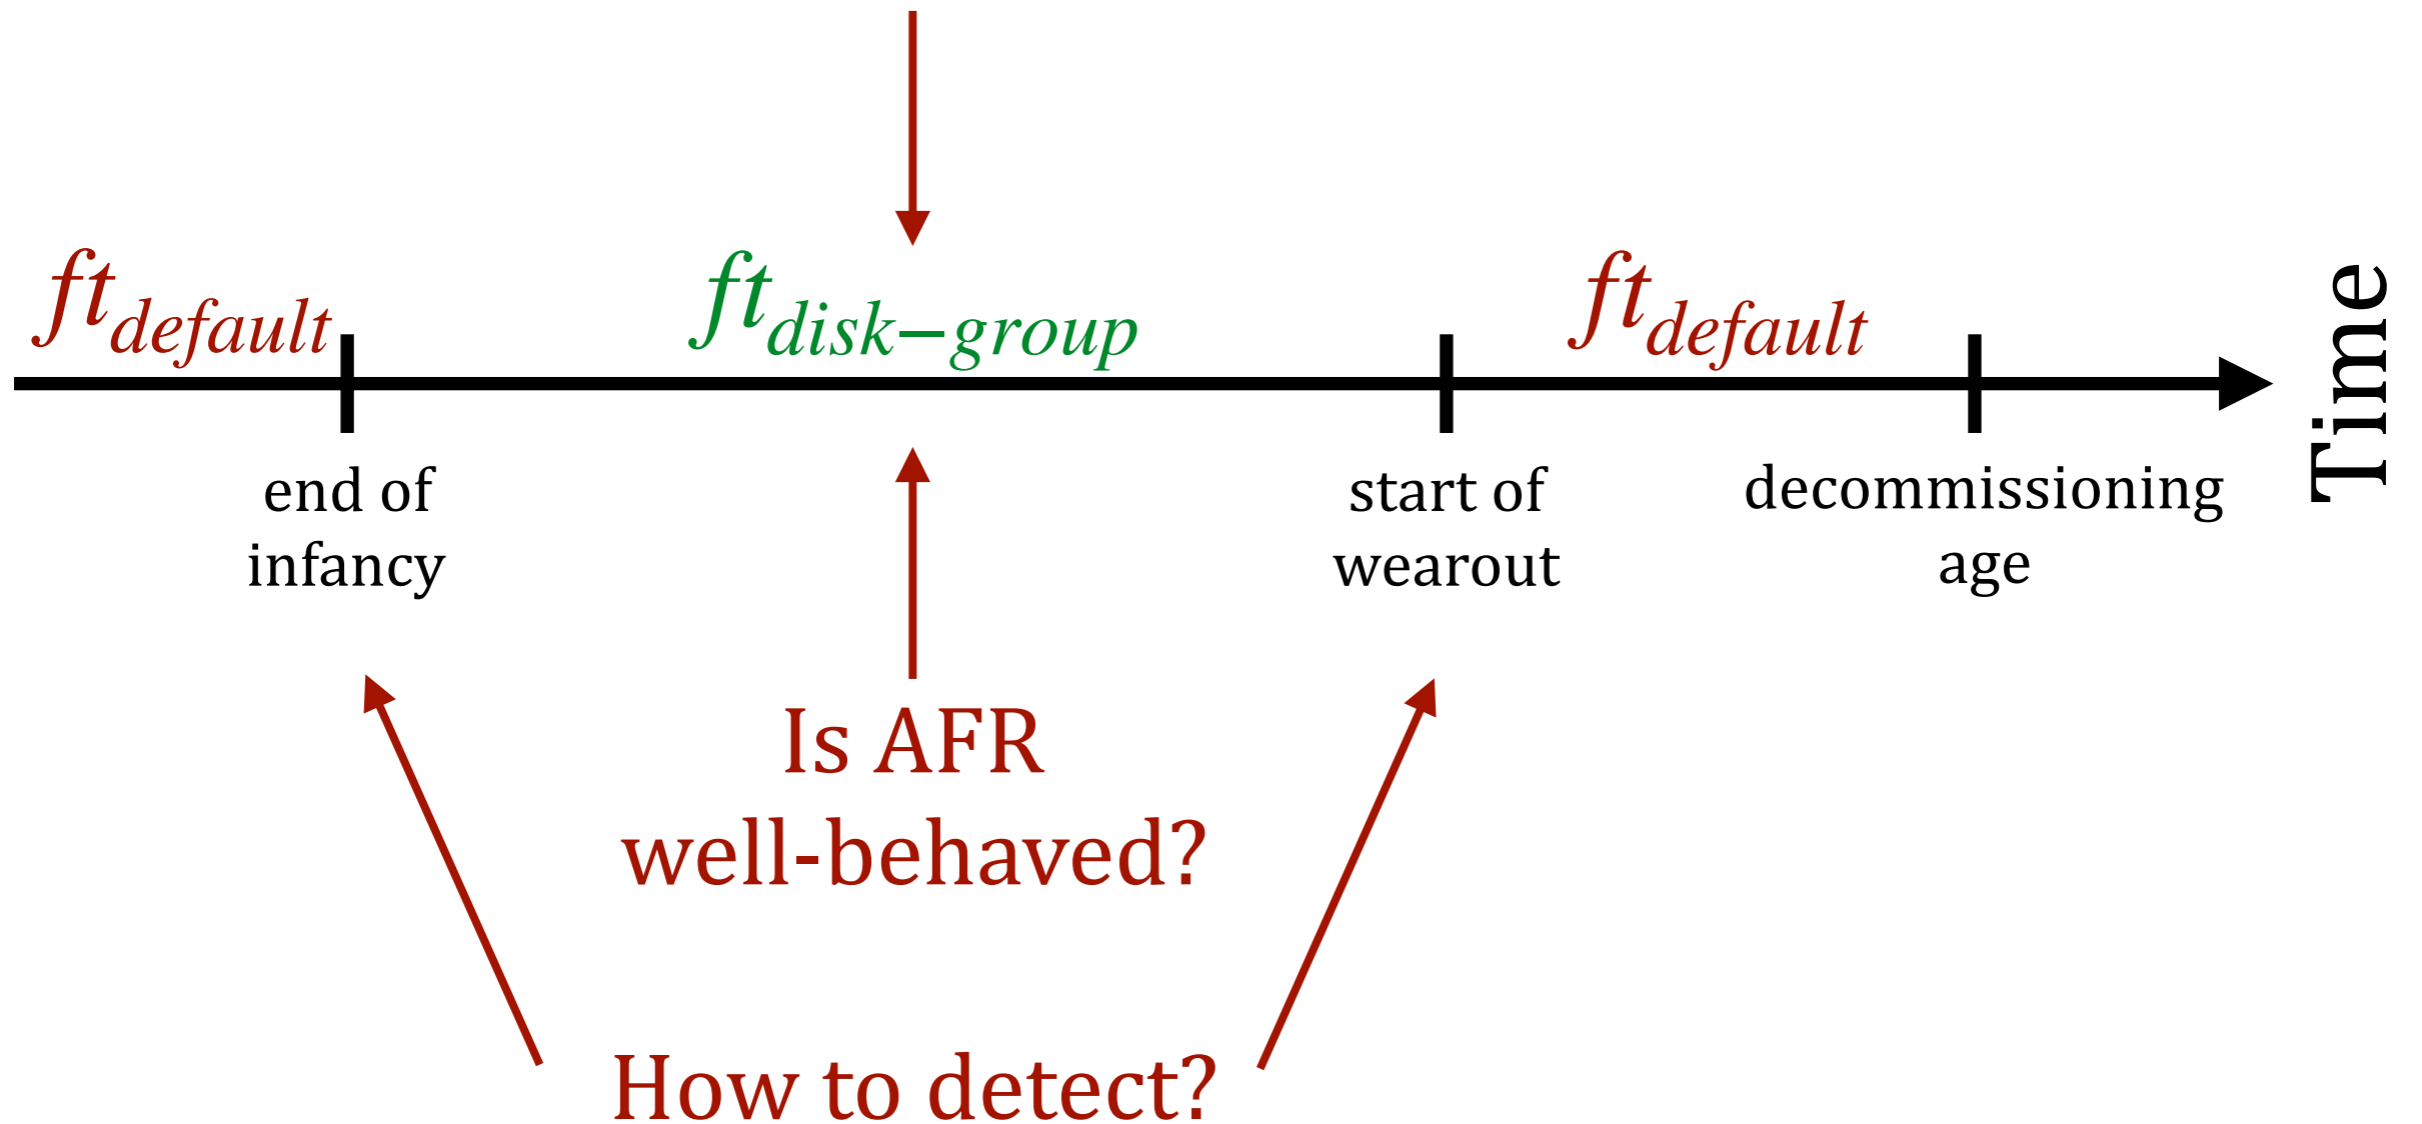 ft_default
ft_disk−group
ft_default
Time
end of
infancy
start of
wearout
decommissioning
age
Is AFR
well-behaved?
How to detect?